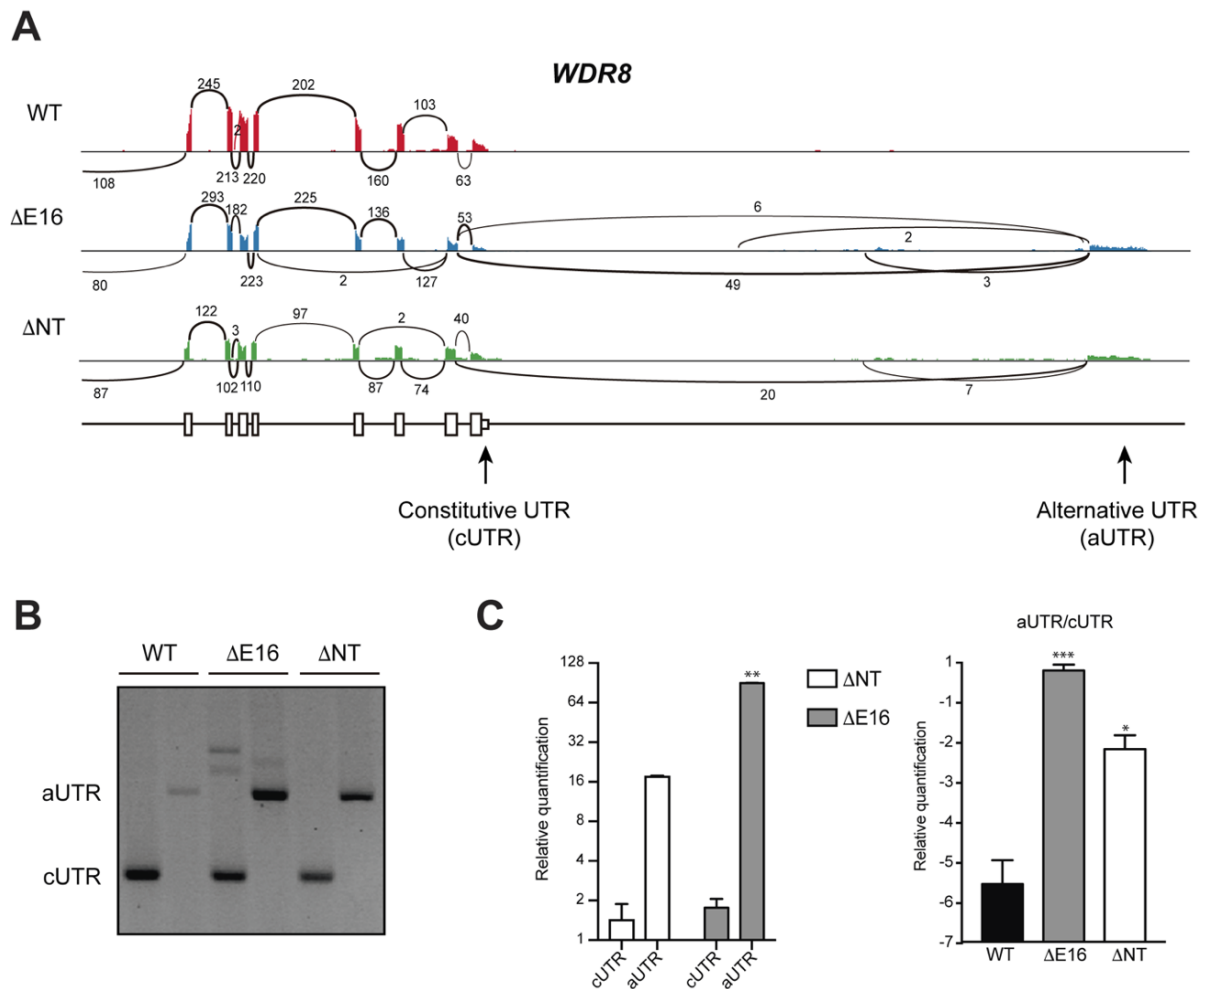 A
WDR8
WT
245
2
202
103
108
213
220
160
63
ΔE16
293
182
225
136
53
6
2
80
223
2
127
49
3
ΔNT
122
3
97
2
40
87
102
110
87
74
20
7
Constitutive UTR
(cUTR)
Alternative UTR
(aUTR)
B
WT ΔE16 ΔNT
aUTR
cUTR
C
Relative quantification
128
64
32
16
8
4
2
1
**
cUTR
aUTR
cUTR
aUTR
ΔNT
ΔE16
aUTR/cUTR
Relative quantification
1
-1
-2
-3
-4
-5
-6
-7
***
*
WT ΔE16 ΔNT